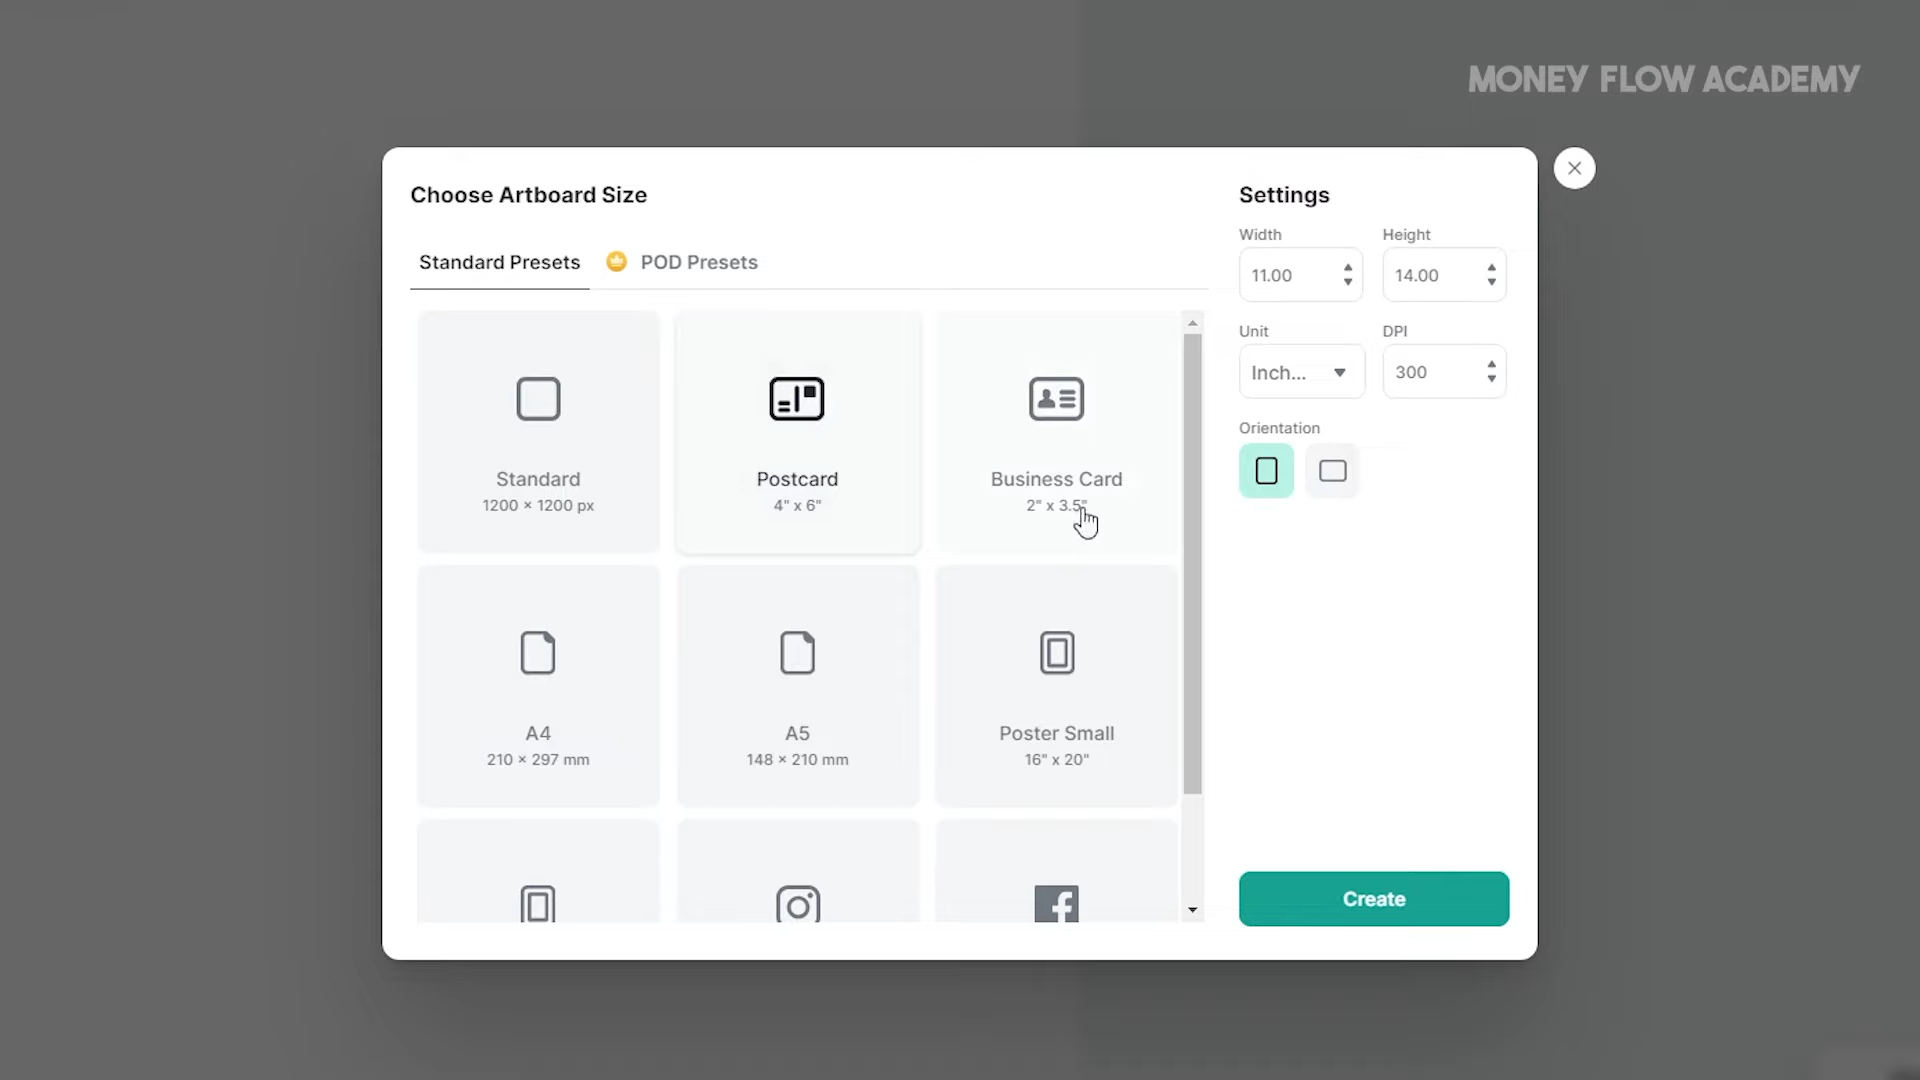 MONEY FLOW ACADEMY
Choose Artboard Size
Standard Presets
POD Presets
Standard
1200 × 1200 px
Postcard
4" x 6"
Business Card
2" x 3.5"
A4
210 × 297 mm
A5
148 × 210 mm
Poster Small
16" x 20"
Settings
Width
Height
11.00
14.00
Unit
DPI
Inch...
300
Orientation
Create